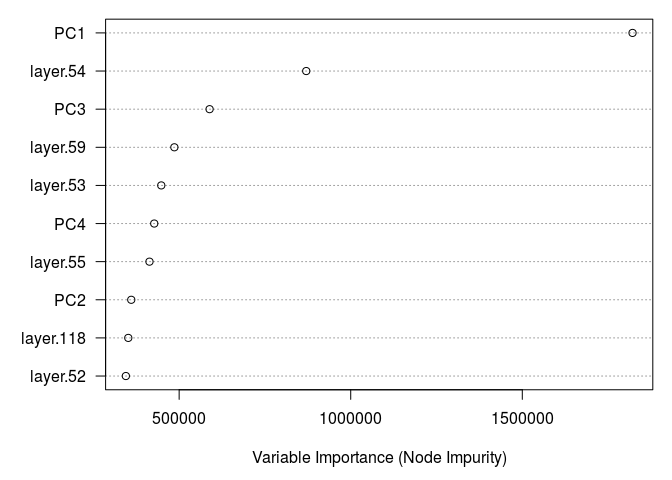 PC1
layer.54
PC3
layer.59
layer.53
PC4
layer.55
PC2
layer.118
layer.52
500000 1000000 1500000
Variable Importance (Node Impurity)